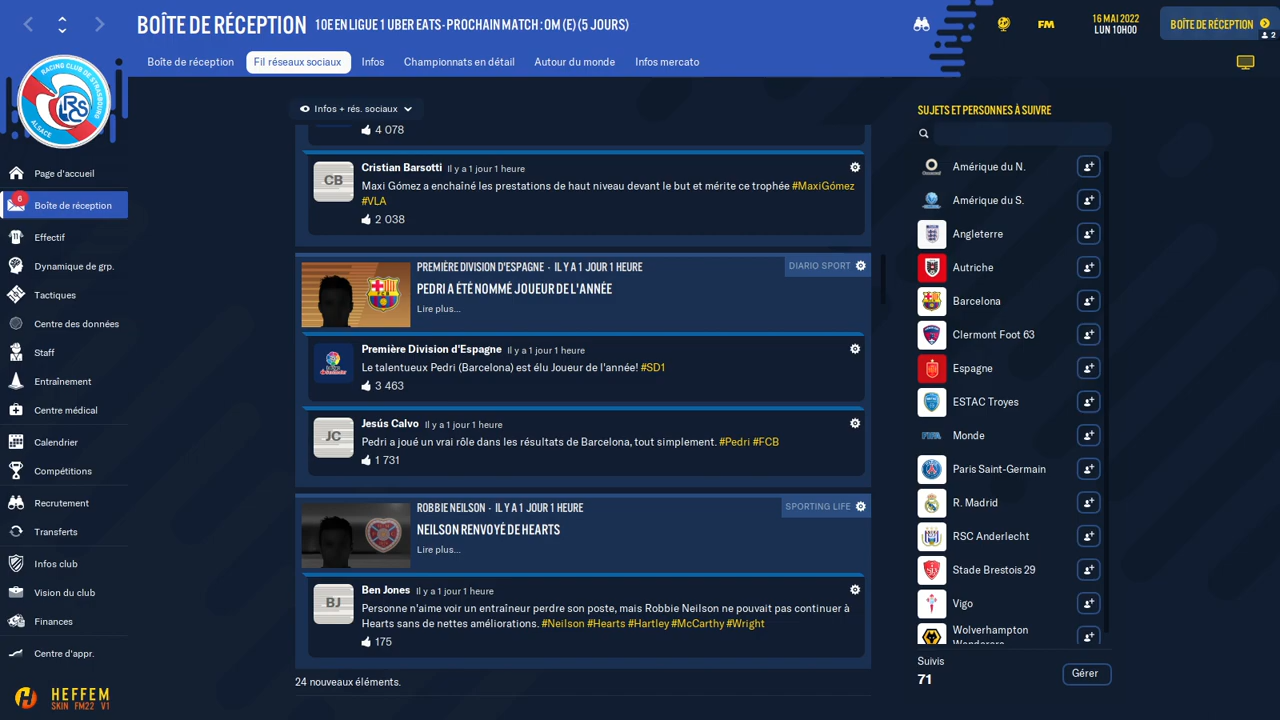 BOÎTE DE RÉCEPTION
10E EN LIGUE 1 UBER EATS - PROCHAIN MATCH : OM (E) (5 JOURS)
FM
16 MAI 2022
LUN 10H00
BOÎTE DE RÉCEPTION
2
Boîte de réception
Fil réseaux sociaux
Infos
Championnats en détail
Autour du monde
Infos mercato
RACING CLUB DE STRASBOURG
RCS
ALSACE
Page d'accueil
6
Boîte de réception
11
Effectif
Dynamique de grp.
Tactiques
Centre des données
Staff
Entraînement
Centre médical
Calendrier
Compétitions
Recrutement
Transferts
Infos club
Vision du club
Finances
Centre d'appr.
HEFFEM
SKIN FM22 V1
Infos + rés. sociaux
4 078
CB
Cristian Barsotti Il y a 1 jour 1 heure
Maxi Gómez a enchaîné les prestations de haut niveau devant le but et mérite ce trophée #MaxiGómez
#VLA
2 038
PREMIÈRE DIVISION D'ESPAGNE - IL Y A 1 JOUR 1 HEURE
DIARIO SPORT
PEDRI A ÉTÉ NOMMÉ JOUEUR DE L'ANNÉE
Lire plus...
Première Division d'Espagne Il y a 1 jour 1 heure
Le talentueux Pedri (Barcelona) est élu Joueur de l'année! #SD1
3 463
JC
Jesús Calvo Il y a 1 jour 1 heure
Pedri a joué un vrai rôle dans les résultats de Barcelona, tout simplement. #Pedri #FCB
1 731
ROBBIE NEILSON - IL Y A 1 JOUR 1 HEURE
SPORTING LIFE
NEILSON RENVOYÉ DE HEARTS
Lire plus...
BJ
Ben Jones Il y a 1 jour 1 heure
Personne n'aime voir un entraîneur perdre son poste, mais Robbie Neilson ne pouvait pas continuer à
Hearts sans de nettes améliorations. #Neilson #Hearts #Hartley #McCarthy #Wright
175
24 nouveaux éléments.
SUJETS ET PERSONNES À SUIVRE
Amérique du N.
Amérique du S.
Angleterre
Autriche
Barcelona
Clermont Foot 63
Espagne
ESTAC Troyes
FIFA
Monde
Paris Saint-Germain
R. Madrid
RSC Anderlecht
Stade Brestois 29
Vigo
Wolverhampton
Wanderers
Suivis
71
Gérer